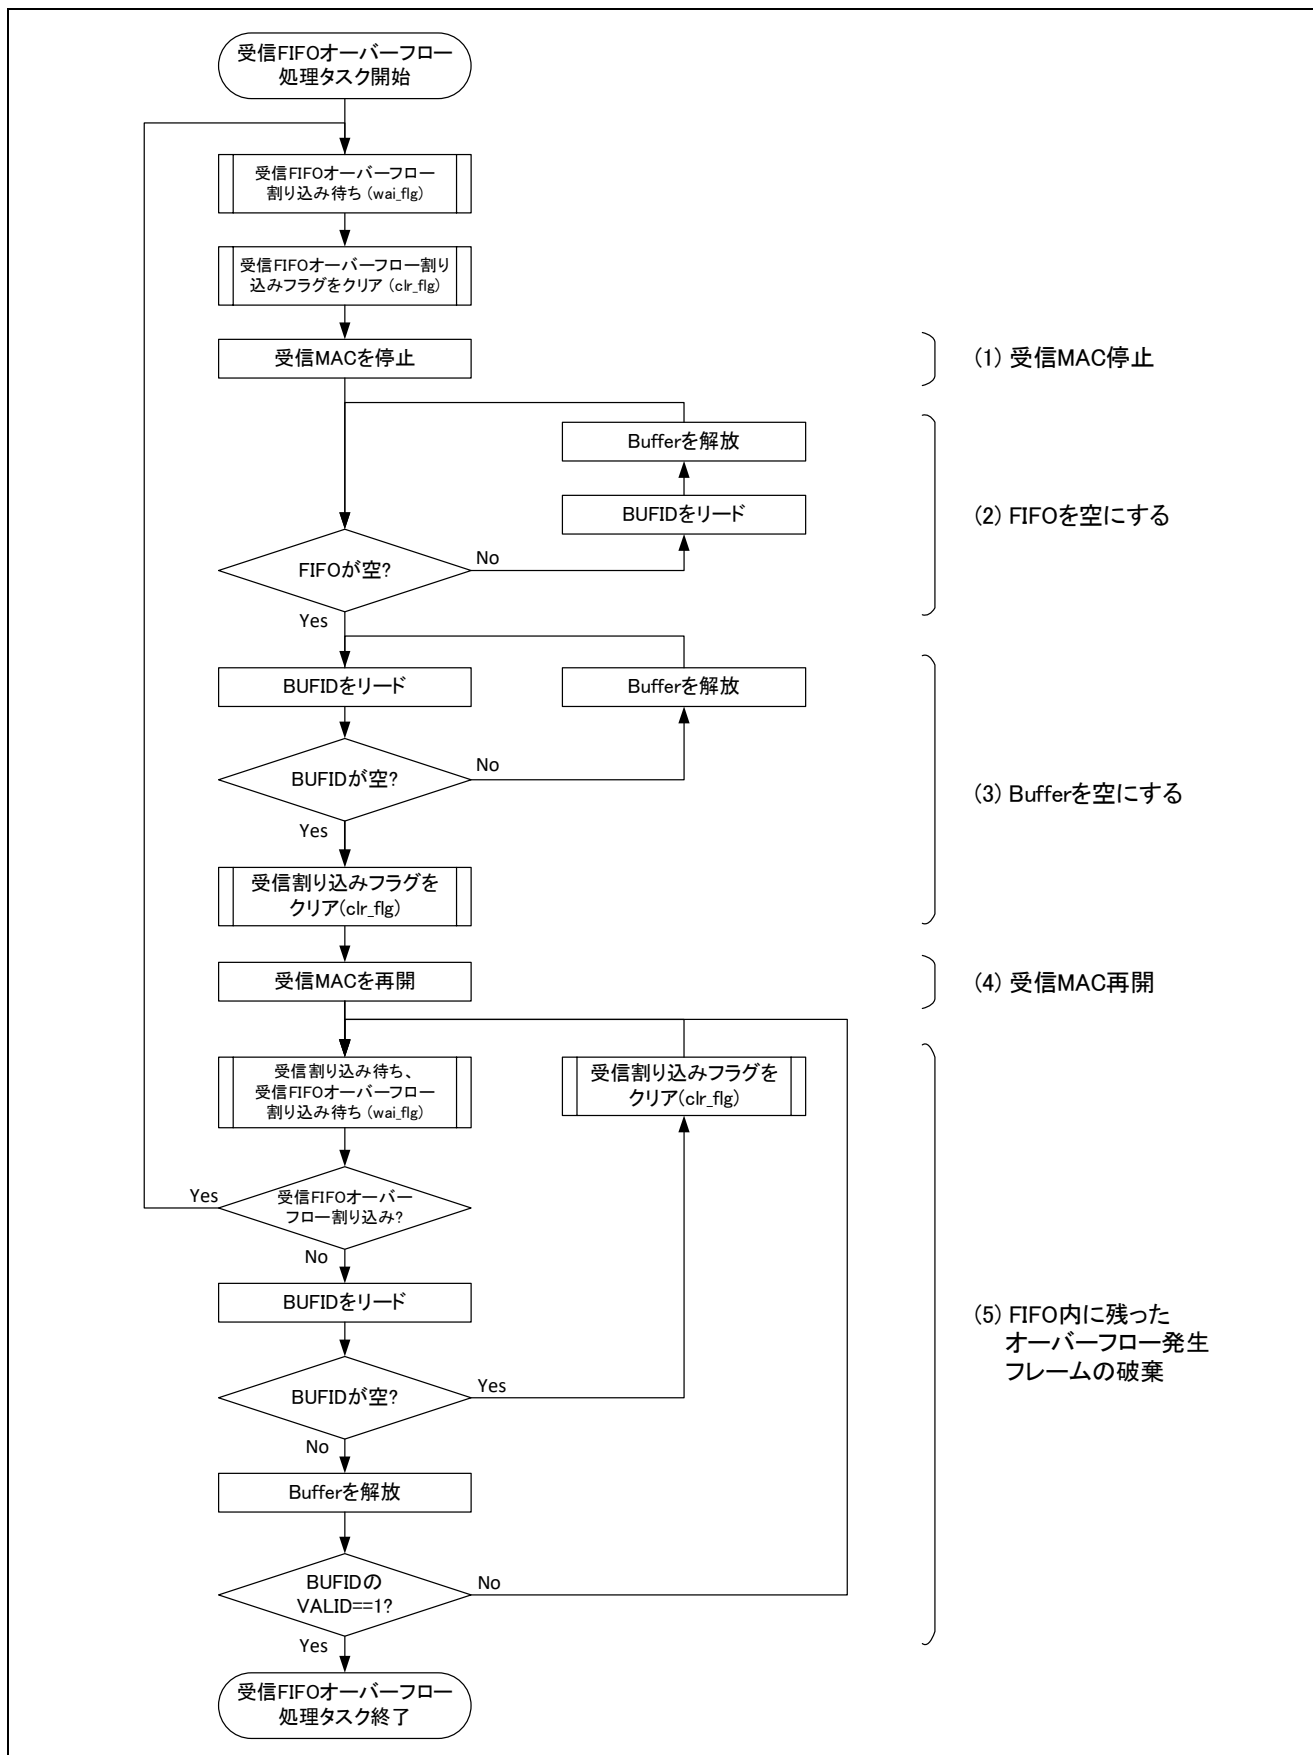 受信FIFOオーバーフロー
処理タスク開始
受信FIFOオーバーフロー
割り込み待ち (wai_flg)
受信FIFOオーバーフロー割り
込みフラグをクリア (clr_flg)
受信MACを停止
(1) 受信MAC停止
Bufferを解放
BUFIDをリード
(2) FIFOを空にする
FIFOが空?
No
Yes
BUFIDをリード
Bufferを解放
BUFIDが空?
No
(3) Bufferを空にする
Yes
受信割り込みフラグを
クリア(clr_flg)
受信MACを再開
(4) 受信MAC再開
受信割り込み待ち、
受信FIFOオーバーフロー
割り込み待ち (wai_flg)
受信割り込みフラグを
クリア(clr_flg)
Yes
受信FIFOオーバー
フロー割り込み?
No
BUFIDをリード
(5) FIFO内に残った
オーバーフロー発生
フレームの破棄
BUFIDが空?
Yes
No
Bufferを解放
BUFIDの
VALID==1?
No
Yes
受信FIFOオーバーフロー
処理タスク終了